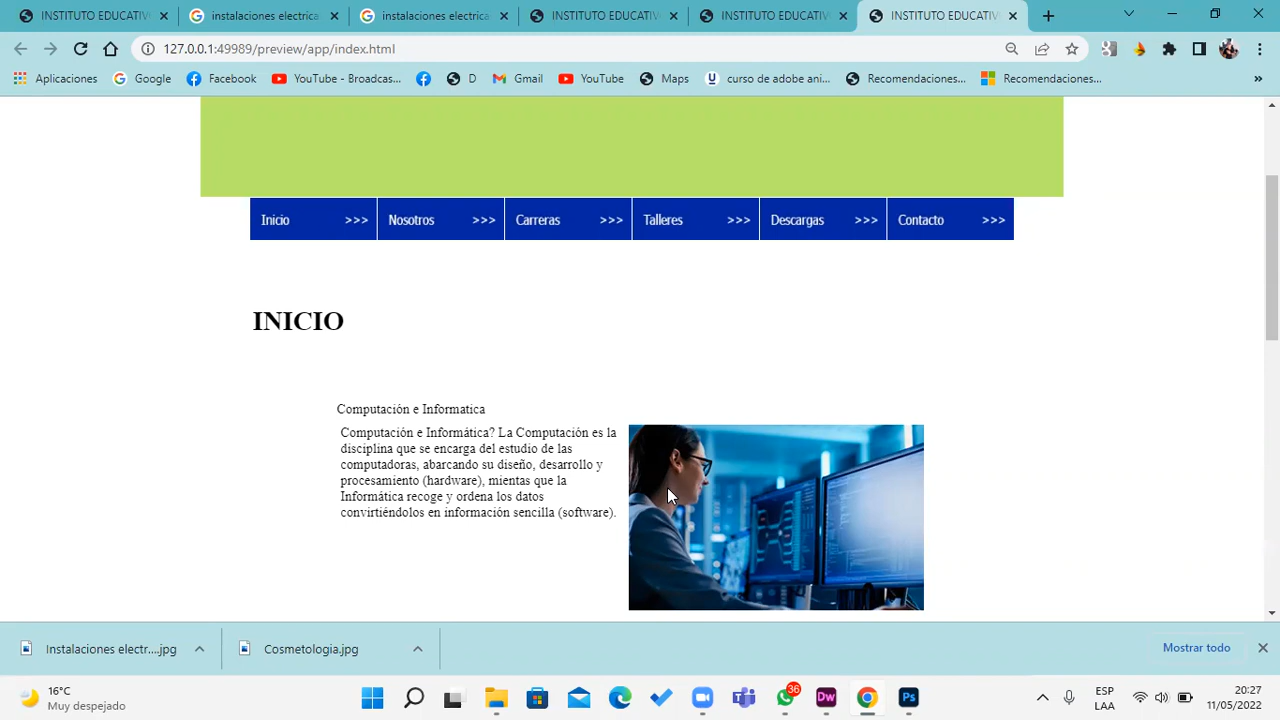 INSTITUTO EDUCATIV
instalaciones electrica
instalaciones electrica
INSTITUTO EDUCATIV
INSTITUTO EDUCATIV
INSTITUTO EDUCATIV
127.0.0.1:49989/preview/app/index.html
Aplicaciones
Google
Facebook
YouTube - Broadcas...
D
Gmail
YouTube
Maps
curso de adobe ani...
Recomendaciones...
Recomendaciones...
»
Inicio >>>
Nosotros >>>
Carreras >>>
Talleres >>>
Descargas >>>
Contacto >>>
INICIO
Computación e Informatica
Computación e Informática? La Computación es la
disciplina que se encarga del estudio de las
computadoras, abarcando su diseño, desarrollo y
procesamiento (hardware), mientas que la
Informática recoge y ordena los datos
convirtiéndolos en información sencilla (software).
Instalaciones electr....jpg
Cosmetologia.jpg
Mostrar todo
16°C
Muy despejado
36
Dw
Ps
ESP
LAA
20:27
11/05/2022